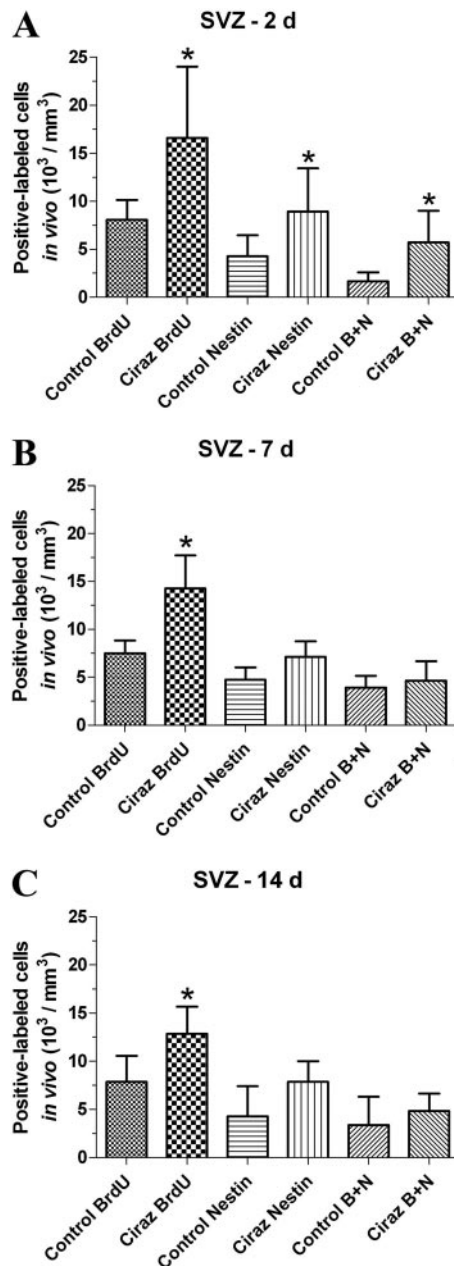 A
SVZ - 2 d
Positive-labeled cells
in vivo (10³ / mm³)
25
20
15
10
5
0
*
*
*
Control BrdU
Ciraz BrdU
Control Nestin
Ciraz Nestin
Control B+N
Ciraz B+N
B
SVZ - 7 d
Positive-labeled cells
in vivo (10³ / mm³)
25
20
15
10
5
0
*
Control BrdU
Ciraz BrdU
Control Nestin
Ciraz Nestin
Control B+N
Ciraz B+N
C
SVZ - 14 d
Positive-labeled cells
in vivo (10³ / mm³)
25
20
15
10
5
0
*
Control BrdU
Ciraz BrdU
Control Nestin
Ciraz Nestin
Control B+N
Ciraz B+N